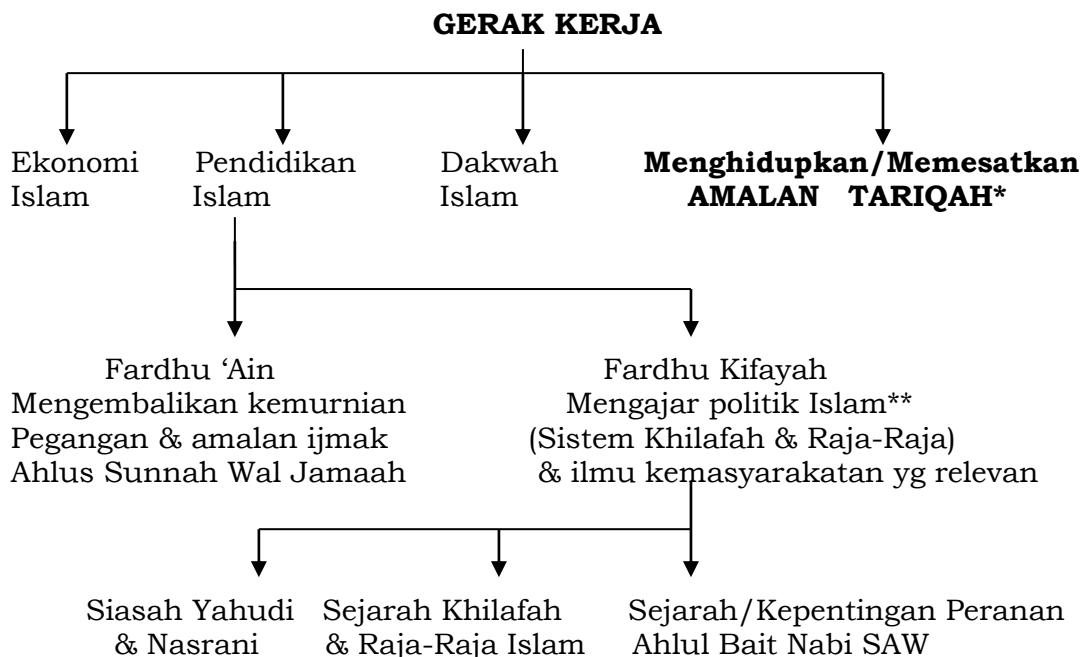 GERAK KERJA
Ekonomi Pendidikan Dakwah Menghidupkan/Memesatkan
Islam Islam Islam AMALAN TARIQAH*
Fardhu ‘Ain Fardhu Kifayah
Mengembalikan kemurnian Mengajar politik Islam**
Pegangan & amalan ijmak (Sistem Khilafah & Raja-Raja)
Ahlus Sunnah Wal Jamaah & ilmu kemasyarakatan yg relevan
Siasah Yahudi Sejarah Khilafah Sejarah/Kepentingan Peranan
& Nasrani & Raja-Raja Islam Ahlul Bait Nabi SAW